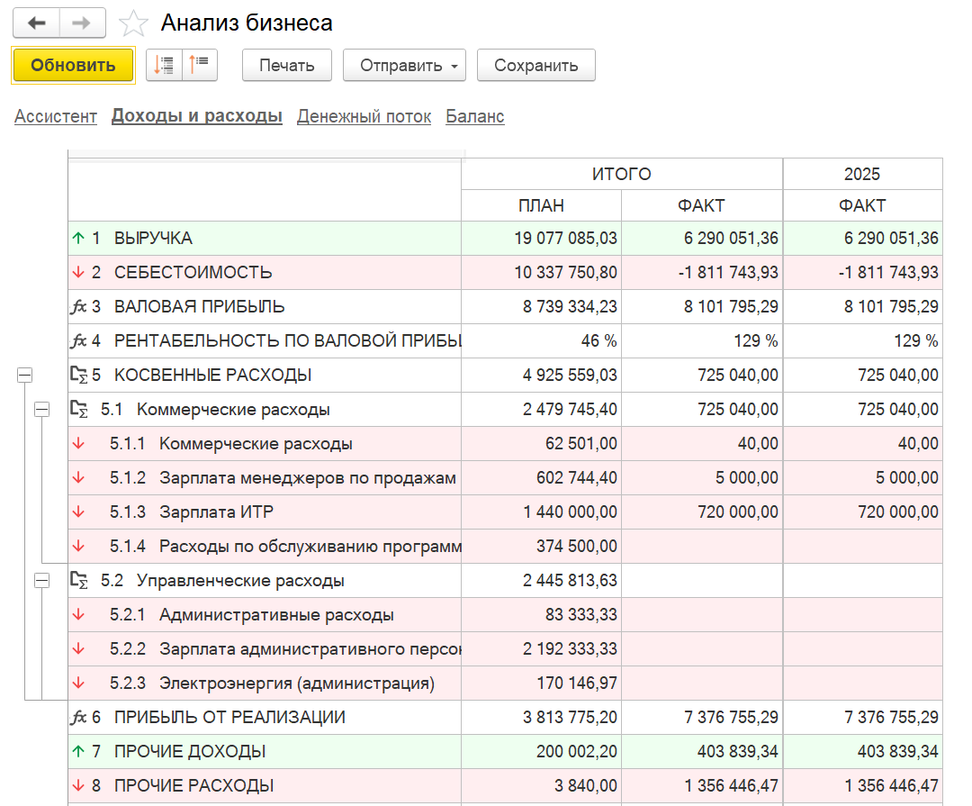 Анализ бизнеса
Обновить Печать Отправить Сохранить
Ассистент Доходы и расходы Денежный поток Баланс
ИТОГО 2025
ПЛАН ФАКТ ФАКТ
1 ВЫРУЧКА 19 077 085,03 6 290 051,36 6 290 051,36
2 СЕБЕСТОИМОСТЬ 10 337 750,80 -1 811 743,93 -1 811 743,93
fx 3 ВАЛОВАЯ ПРИБЫЛЬ 8 739 334,23 8 101 795,29 8 101 795,29
fx 4 РЕНТАБЕЛЬНОСТЬ ПО ВАЛОВОЙ ПРИБЫ 46 % 129 % 129 %
5 КОСВЕННЫЕ РАСХОДЫ 4 925 559,03 725 040,00 725 040,00
5.1 Коммерческие расходы 2 479 745,40 725 040,00 725 040,00
5.1.1 Коммерческие расходы 62 501,00 40,00 40,00
5.1.2 Зарплата менеджеров по продажам 602 744,40 5 000,00 5 000,00
5.1.3 Зарплата ИТР 1 440 000,00 720 000,00 720 000,00
5.1.4 Расходы по обслуживанию программ 374 500,00
5.2 Управленческие расходы 2 445 813,63
5.2.1 Административные расходы 83 333,33
5.2.2 Зарплата административного персо 2 192 333,33
5.2.3 Электроэнергия (администрация) 170 146,97
fx 6 ПРИБЫЛЬ ОТ РЕАЛИЗАЦИИ 3 813 775,20 7 376 755,29 7 376 755,29
7 ПРОЧИЕ ДОХОДЫ 200 002,20 403 839,34 403 839,34
8 ПРОЧИЕ РАСХОДЫ 3 840,00 1 356 446,47 1 356 446,47